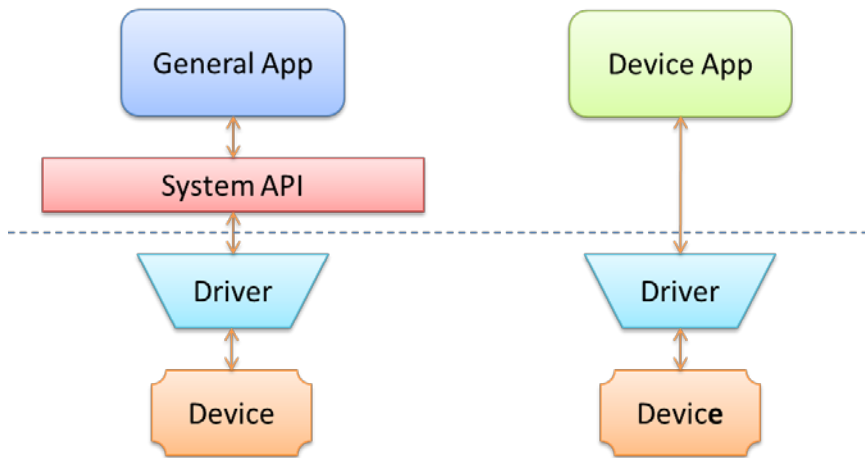 General App
Device App
System API
Driver
Driver
Device
Device